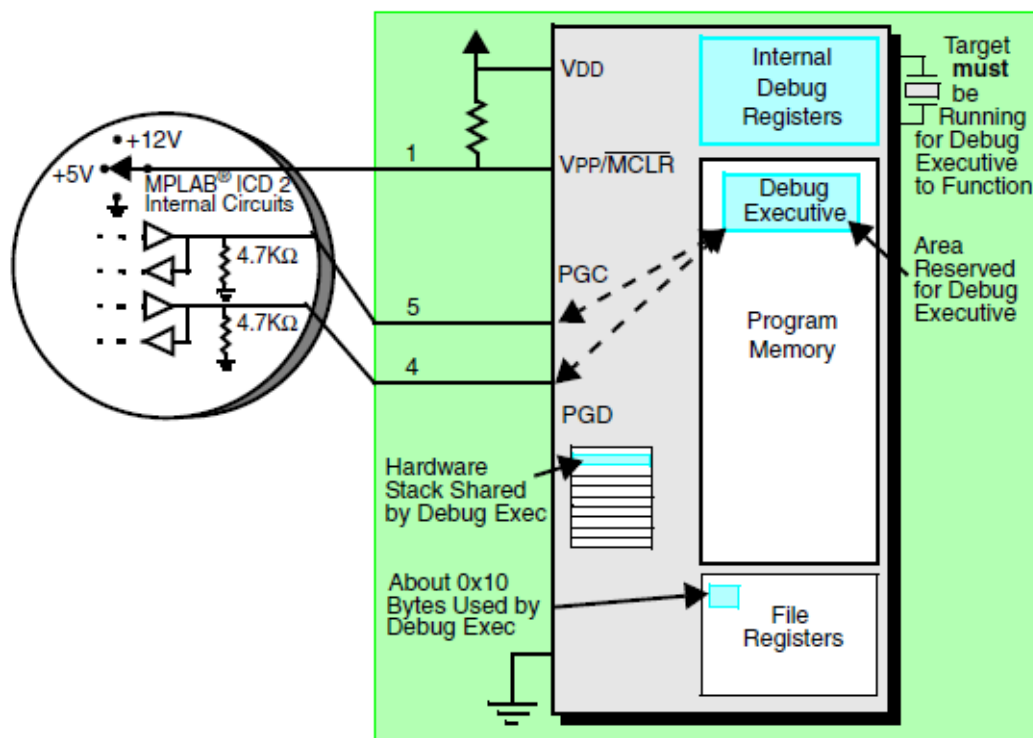 +12V
+5V
MPLAB® ICD 2
Internal Circuits
4.7KΩ
4.7KΩ
1
5
4
VDD
VPP/MCLR
PGC
PGD
Internal
Debug
Registers
Debug
Executive
Program
Memory
File
Registers
Hardware
Stack Shared
by Debug Exec
About 0x10
Bytes Used by
Debug Exec
Target
must
be
Running
for Debug
Executive
to Function
Area
Reserved
for Debug
Executive